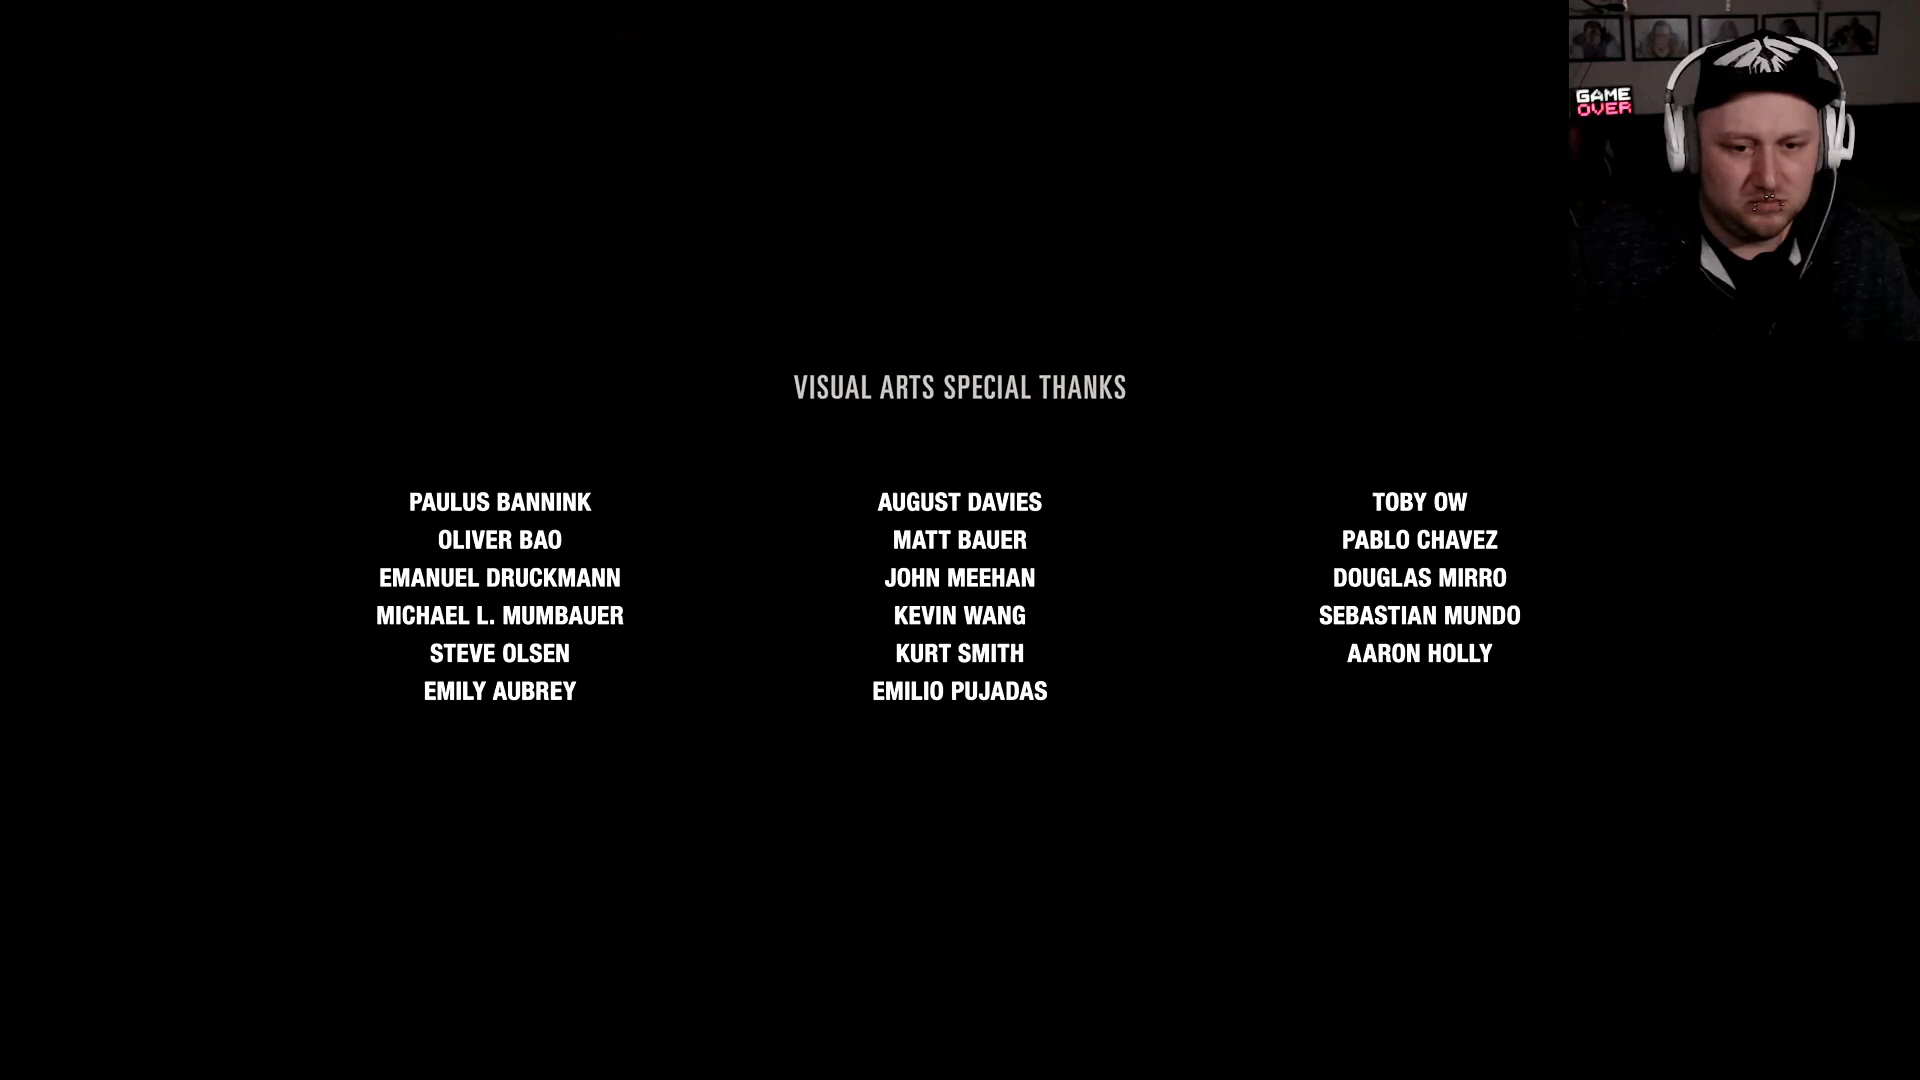 VISUAL ARTS SPECIAL THANKS
PAULUS BANNINK
OLIVER BAO
EMANUEL DRUCKMANN
MICHAEL L. MUMBAUER
STEVE OLSEN
EMILY AUBREY
AUGUST DAVIES
MATT BAUER
JOHN MEEHAN
KEVIN WANG
KURT SMITH
EMILIO PUJADAS
TOBY OW
PABLO CHAVEZ
DOUGLAS MIRRO
SEBASTIAN MUNDO
AARON HOLLY
GAME
OVER